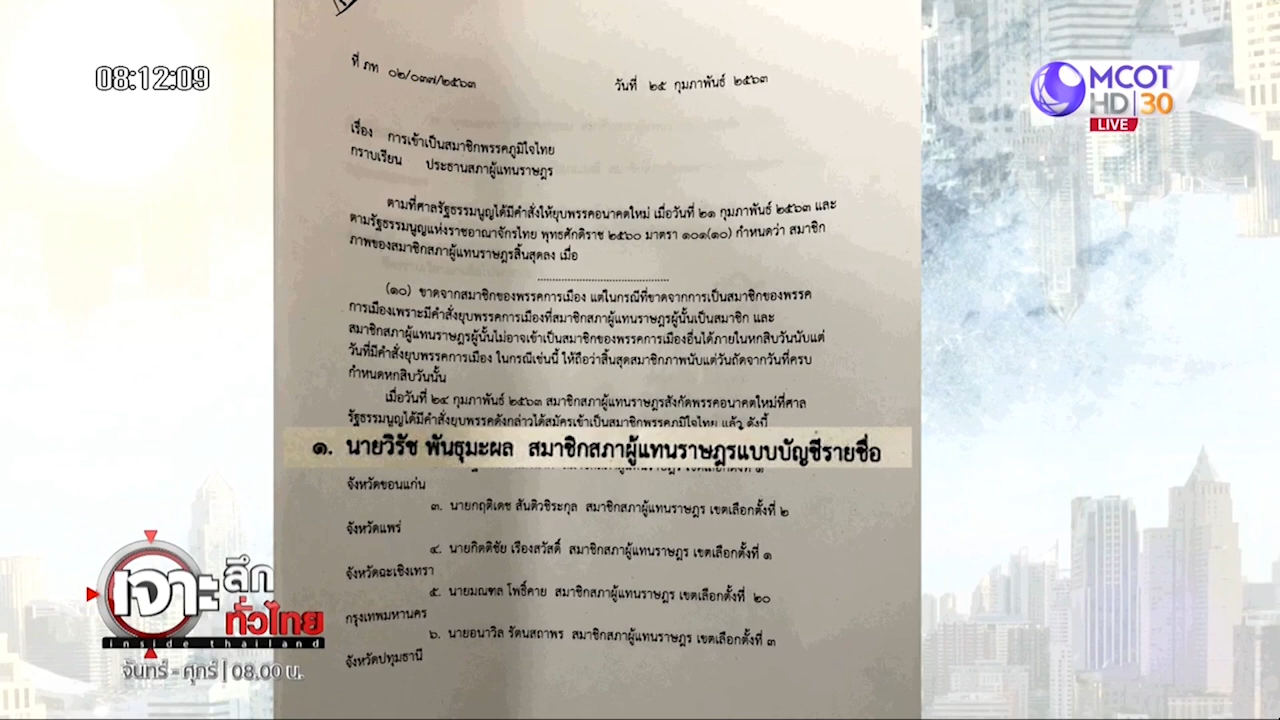 08:12:09
MCOT
HD 30
LIVE
ที่ ภท ๐๒/๐๓๗/๒๕๖๓
วันที่ ๒๕ กุมภาพันธ์ ๒๕๖๓
เรื่อง การเข้าเป็นสมาชิกพรรคภูมิใจไทย
กราบเรียน ประธานสภาผู้แทนราษฎร
ตามที่ศาลรัฐธรรมนูญได้มีคำสั่งให้ยุบพรรคอนาคตใหม่ เมื่อวันที่ ๒๑ กุมภาพันธ์ ๒๕๖๓ และ
ตามรัฐธรรมนูญแห่งราชอาณาจักรไทย พุทธศักดิราช ๒๕๖๐ มาตรา ๑๐๑(๑๐) กำหนดว่า สมาชิก
ภาพของสมาชิกสภาผู้แทนราษฎรสิ้นสุดลง เมื่อ
(๑๐) ขาดจากสมาชิกของพรรคการเมือง แต่ในกรณีที่ขาดจากการเป็นสมาชิกของพรรค
การเมืองเพราะมีคำสั่งยุบพรรคการเมืองที่สมาชิกสภาผู้แทนราษฎรผู้นั้นเป็นสมาชิก และ
สมาชิกสภาผู้แทนราษฎรผู้นั้นไม่อาจเข้าเป็นสมาชิกของพรรคการเมืองอื่นได้ภายในหกสิบวันนับแต่
วันที่มีคำสั่งยุบพรรคการเมือง ในกรณีเช่นนี้ ให้ถือว่าสิ้นสุดสมาชิกภาพนับแต่วันถัดจากวันที่ครบ
กำหนดหกสิบวันนั้น
เมื่อวันที่ ๒๔ กุมภาพันธ์ ๒๕๖๓ สมาชิกสภาผู้แทนราษฎรสังกัดพรรคอนาคตใหม่ที่ศาล
รัฐธรรมนูญได้มีคำสั่งยุบพรรคดังกล่าวได้สมัครเข้าเป็นสมาชิกพรรคภูมิใจไทย แล้ว ดังนี้
๑. นายวิรัช พันธุมะผล สมาชิกสภาผู้แทนราษฎรแบบบัญชีรายชื่อ
จังหวัดขอนแก่น
๓. นายกฤติเดช สันติวชิระกุล สมาชิกสภาผู้แทนราษฎร เขตเลือกตั้งที่ ๒
จังหวัดแพร่
๔. นายกิตติชัย เรืองสวัสดิ์ สมาชิกสภาผู้แทนราษฎร เขตเลือกตั้งที่ ๑
จังหวัดฉะเชิงเทรา
๕. นายมณฑล โพธิ์คาย สมาชิกสภาผู้แทนราษฎร เขตเลือกตั้งที่ ๒๐
กรุงเทพมหานคร
๖. นายอนาวิล รัตนสถาพร สมาชิกสภาผู้แทนราษฎร เขตเลือกตั้งที่ ๓
จังหวัดปทุมธานี
เจาะลึก
ทั่วไทย
inside thailand
จันทร์ - ศุกร์ | 08.00 น.